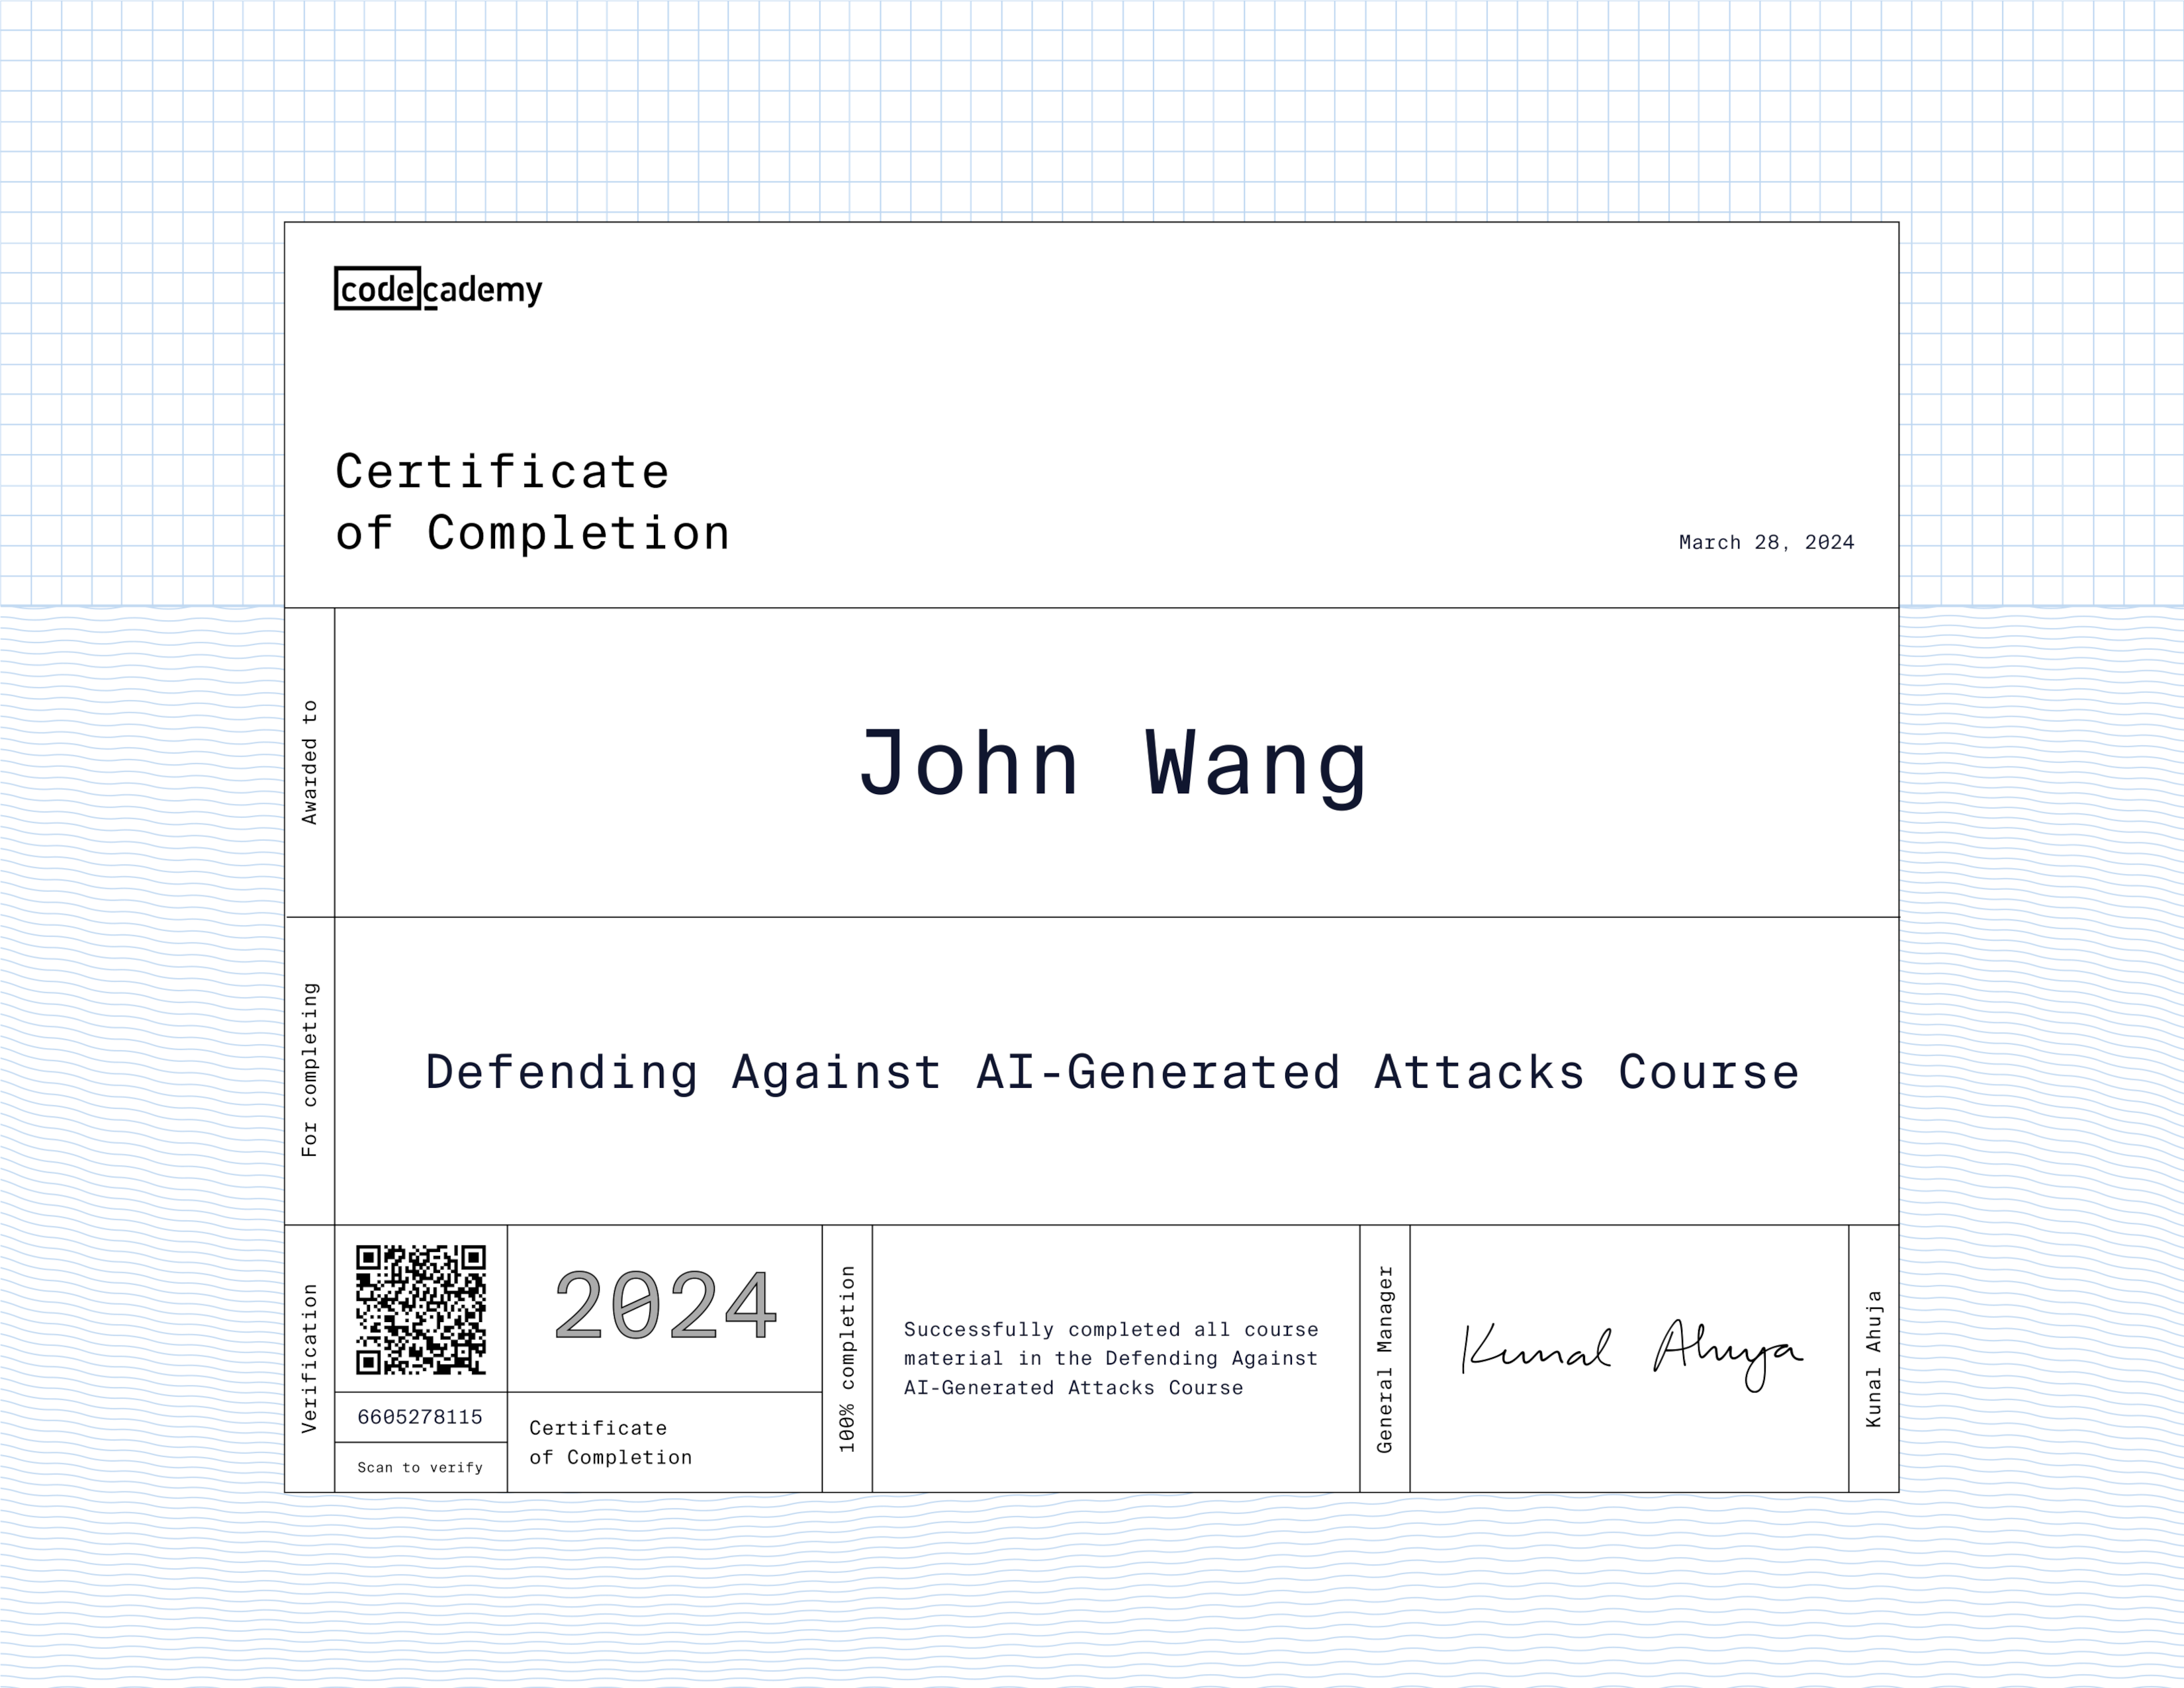 codecademy
Certificate
of Completion
March 28, 2024
Awarded to
John Wang
For completing
Defending Against AI-Generated Attacks Course
Verification
6605278115
Scan to verify
2024
Certificate
of Completion
100% completion
Successfully completed all course
material in the Defending Against
AI-Generated Attacks Course
General Manager
Kunal Ahuja
Kunal Ahuja